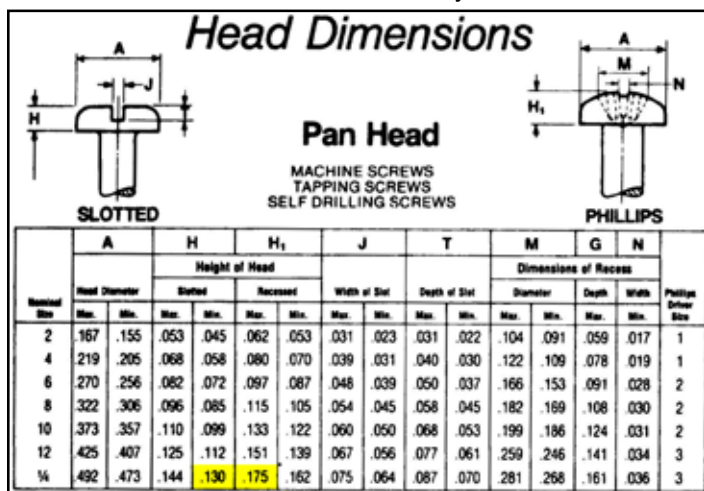 Head Dimensions
A
J
H
SLOTTED
Pan Head
MACHINE SCREWS
TAPPING SCREWS
SELF DRILLING SCREWS
A
M
N
H₁
PHILLIPS
A H H₁ J T M G N
Height of Head Dimensions of Recess
Nominal Size Head Diameter Slotted Recessed Width of Slot Depth of Slot Diameter Depth Width Phillips Driver Size
Max. Min. Max. Min. Max. Min. Max. Min. Max. Min. Max. Min. Max. Min.
2 .167 .155 .053 .045 .062 .053 .031 .023 .031 .022 .104 .091 .059 .017 1
4 .219 .205 .068 .058 .080 .070 .039 .031 .040 .030 .122 .109 .078 .019 1
6 .270 .256 .082 .072 .097 .087 .048 .039 .050 .037 .166 .153 .091 .028 2
8 .322 .306 .096 .085 .115 .105 .054 .045 .058 .045 .182 .169 .108 .030 2
10 .373 .357 .110 .099 .133 .122 .060 .050 .068 .053 .199 .186 .124 .031 2
12 .425 .407 .125 .112 .151 .139 .067 .056 .077 .061 .259 .246 .141 .034 3
¼ .492 .473 .144 .130 .175 .162 .075 .064 .087 .070 .281 .268 .161 .036 3